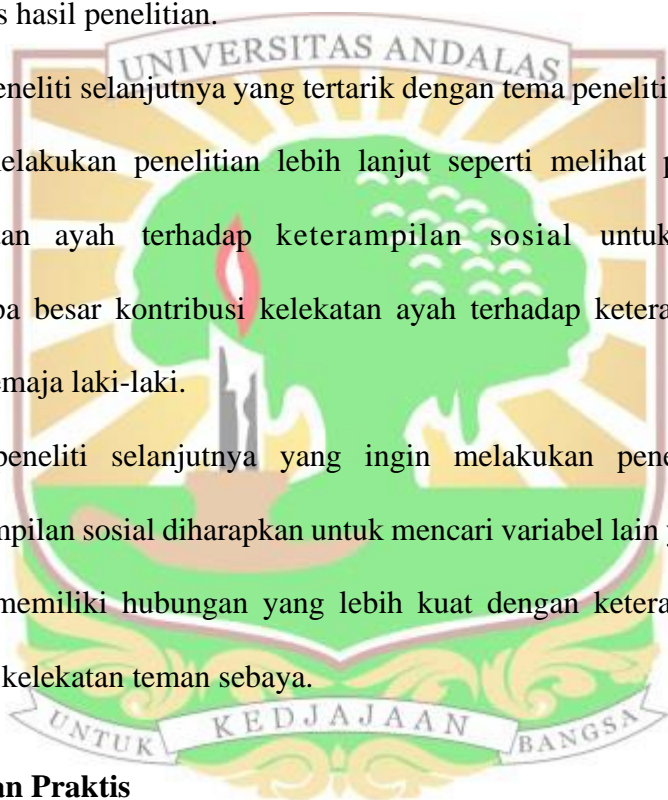 s hasil penelitian.
UNIVERSITAS ANDALAS
eneliti selanjutnya yang tertarik dengan tema peneliti
elakukan penelitian lebih lanjut seperti melihat p
an ayah terhadap keterampilan sosial untuk
pa besar kontribusi kelekatan ayah terhadap ketera
emaja laki-laki.
peneliti selanjutnya yang ingin melakukan pene
mpilan sosial diharapkan untuk mencari variabel lain y
memiliki hubungan yang lebih kuat dengan ketera
kelekatan teman sebaya.
UNTUK KEDJAJAAN BANGSA
an Praktis